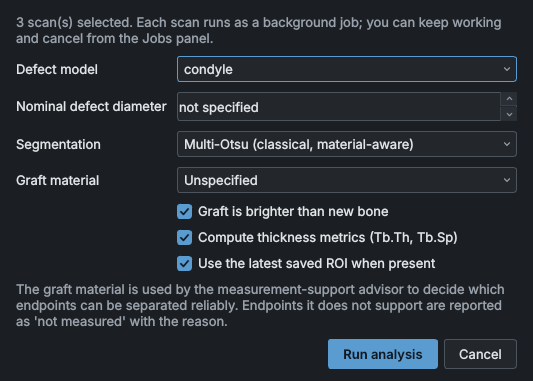 3 scan(s) selected. Each scan runs as a background job; you can keep working
and cancel from the Jobs panel.
Defect model
condyle
Nominal defect diameter
not specified
Segmentation
Multi-Otsu (classical, material-aware)
Graft material
Unspecified
Graft is brighter than new bone
Compute thickness metrics (Tb.Th, Tb.Sp)
Use the latest saved ROI when present
The graft material is used by the measurement-support advisor to decide which
endpoints can be separated reliably. Endpoints it does not support are reported
as 'not measured' with the reason.
Run analysis
Cancel